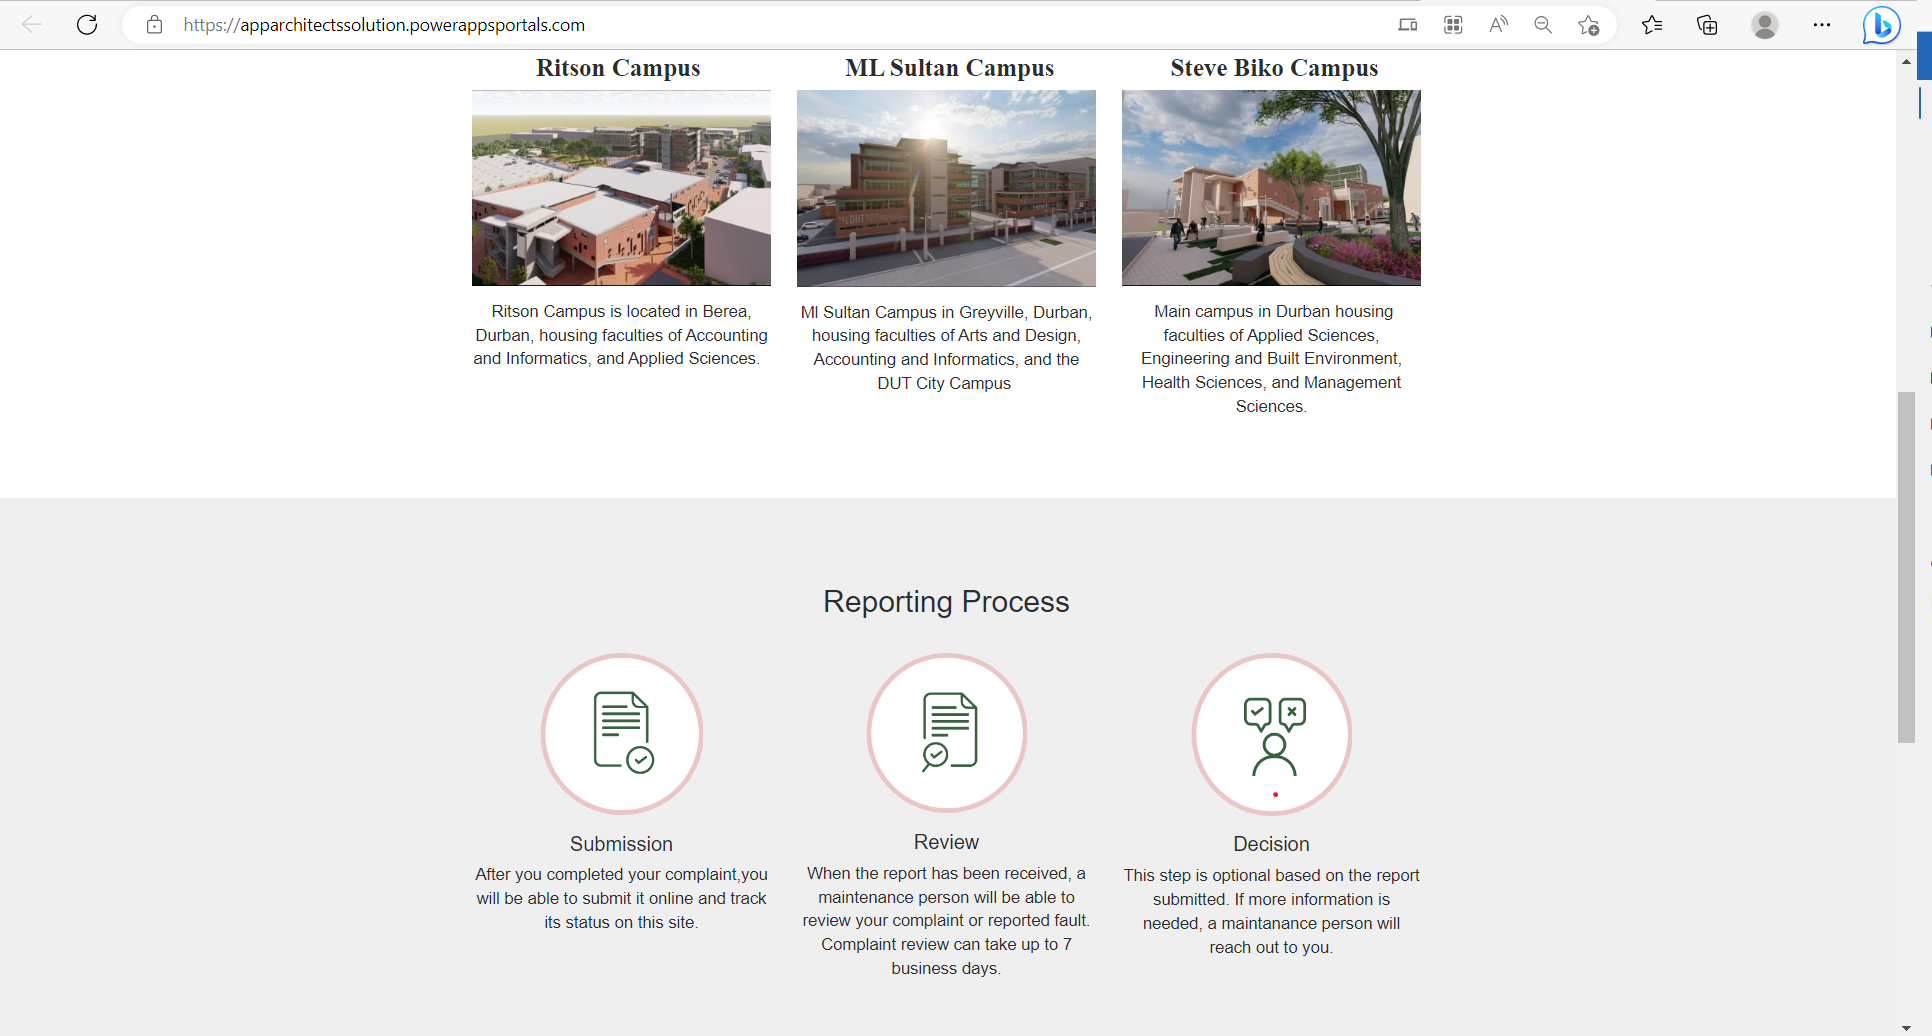 https://apparchitectssolution.powerappsportals.com
Ritson Campus
ML Sultan Campus
Steve Biko Campus
DUT
Ritson Campus is located in Berea,
Durban, housing faculties of Accounting
and Informatics, and Applied Sciences.
Ml Sultan Campus in Greyville, Durban,
housing faculties of Arts and Design,
Accounting and Informatics, and the
DUT City Campus
Main campus in Durban housing
faculties of Applied Sciences,
Engineering and Built Environment,
Health Sciences, and Management
Sciences.
Reporting Process
Submission
After you completed your complaint,you
will be able to submit it online and track
its status on this site.
Review
When the report has been received, a
maintenance person will be able to
review your complaint or reported fault.
Complaint review can take up to 7
business days.
Decision
This step is optional based on the report
submitted. If more information is
needed, a maintanance person will
reach out to you.